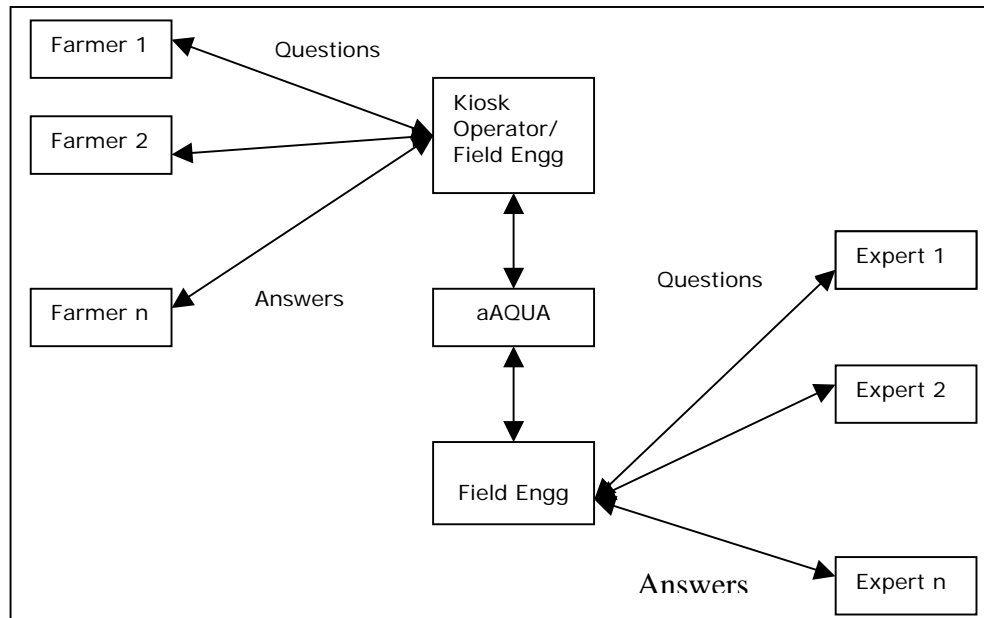 Farmer 1
Questions
Farmer 2
Kiosk
Operator/
Field Engg
Farmer n
Answers
aAQUA
Questions
Expert 1
Expert 2
Field Engg
Answers
Expert n